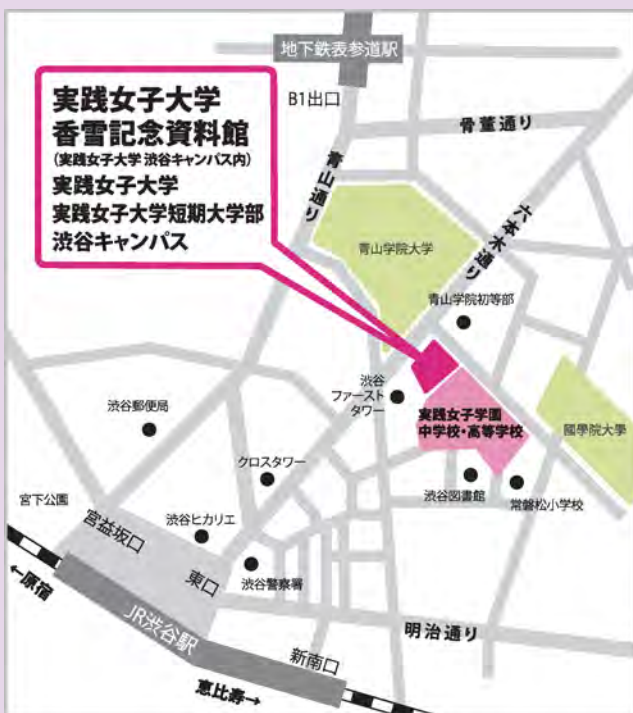 地下鉄表参道駅
B1出口
実践女子大学
香雪記念資料館
(実践女子大学 渋谷キャンパス内)
実践女子大学
実践女子大学短期大学部
渋谷キャンパス
骨董通り
青山通り
六本木通り
青山学院大学
青山学院初等部
渋谷
ファースト
タワー
実践女子学園
中学校・高等学校
國學院大學
渋谷郵便局
クロスタワー
渋谷図書館
常磐松小学校
宮下公園
宮益坂口
渋谷ヒカリエ
東口
渋谷警察署
←原宿
JR渋谷駅
明治通り
新南口
恵比寿→